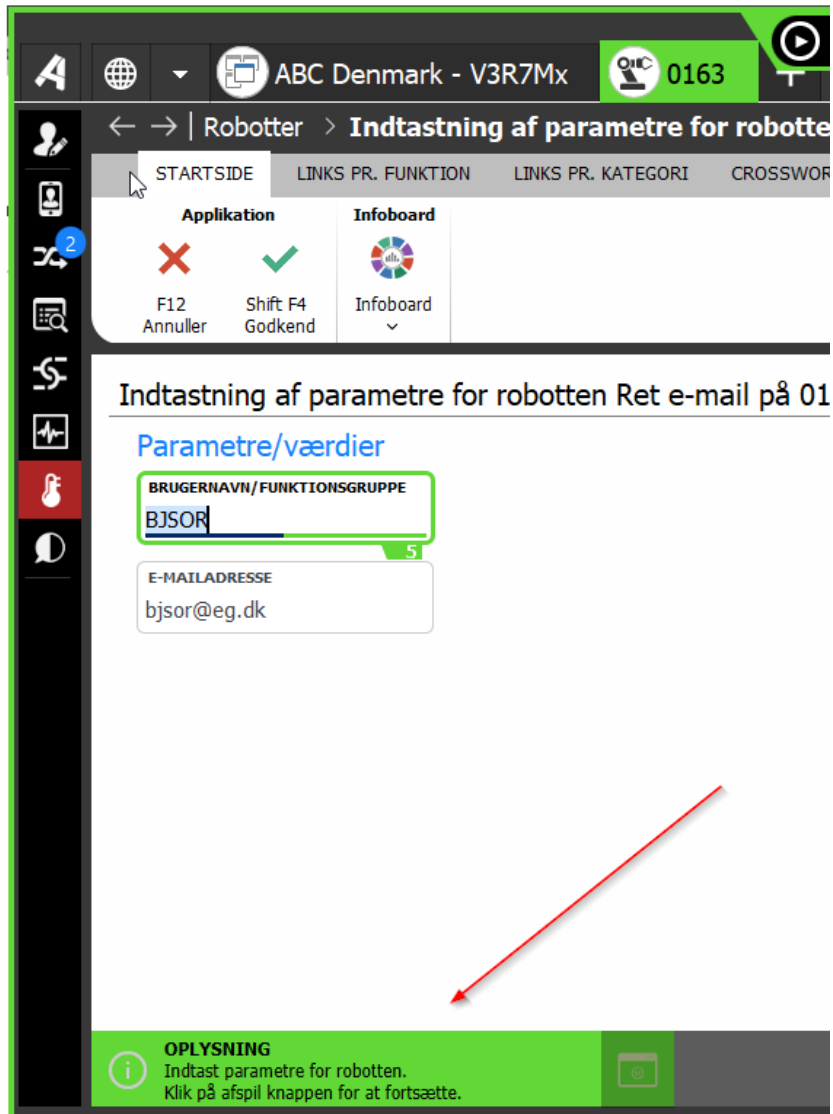 ABC Denmark - V3R7Mx
0163
Robotter > Indtastning af parametre for robotte
STARTSIDE
LINKS PR. FUNKTION
LINKS PR. KATEGORI
CROSSWOR
Applikation
Infoboard
2
F12
Annuller
Shift F4
Godkend
Infoboard
Indtastning af parametre for robotten Ret e-mail på 01
Parametre/værdier
BRUGERNAVN/FUNKTIONSGRUPPE
BJSOR
5
E-MAILADRESSE
bjsor@eg.dk
OPLYSNING
Indtast parametre for robotten.
Klik på afspil knappen for at fortsætte.